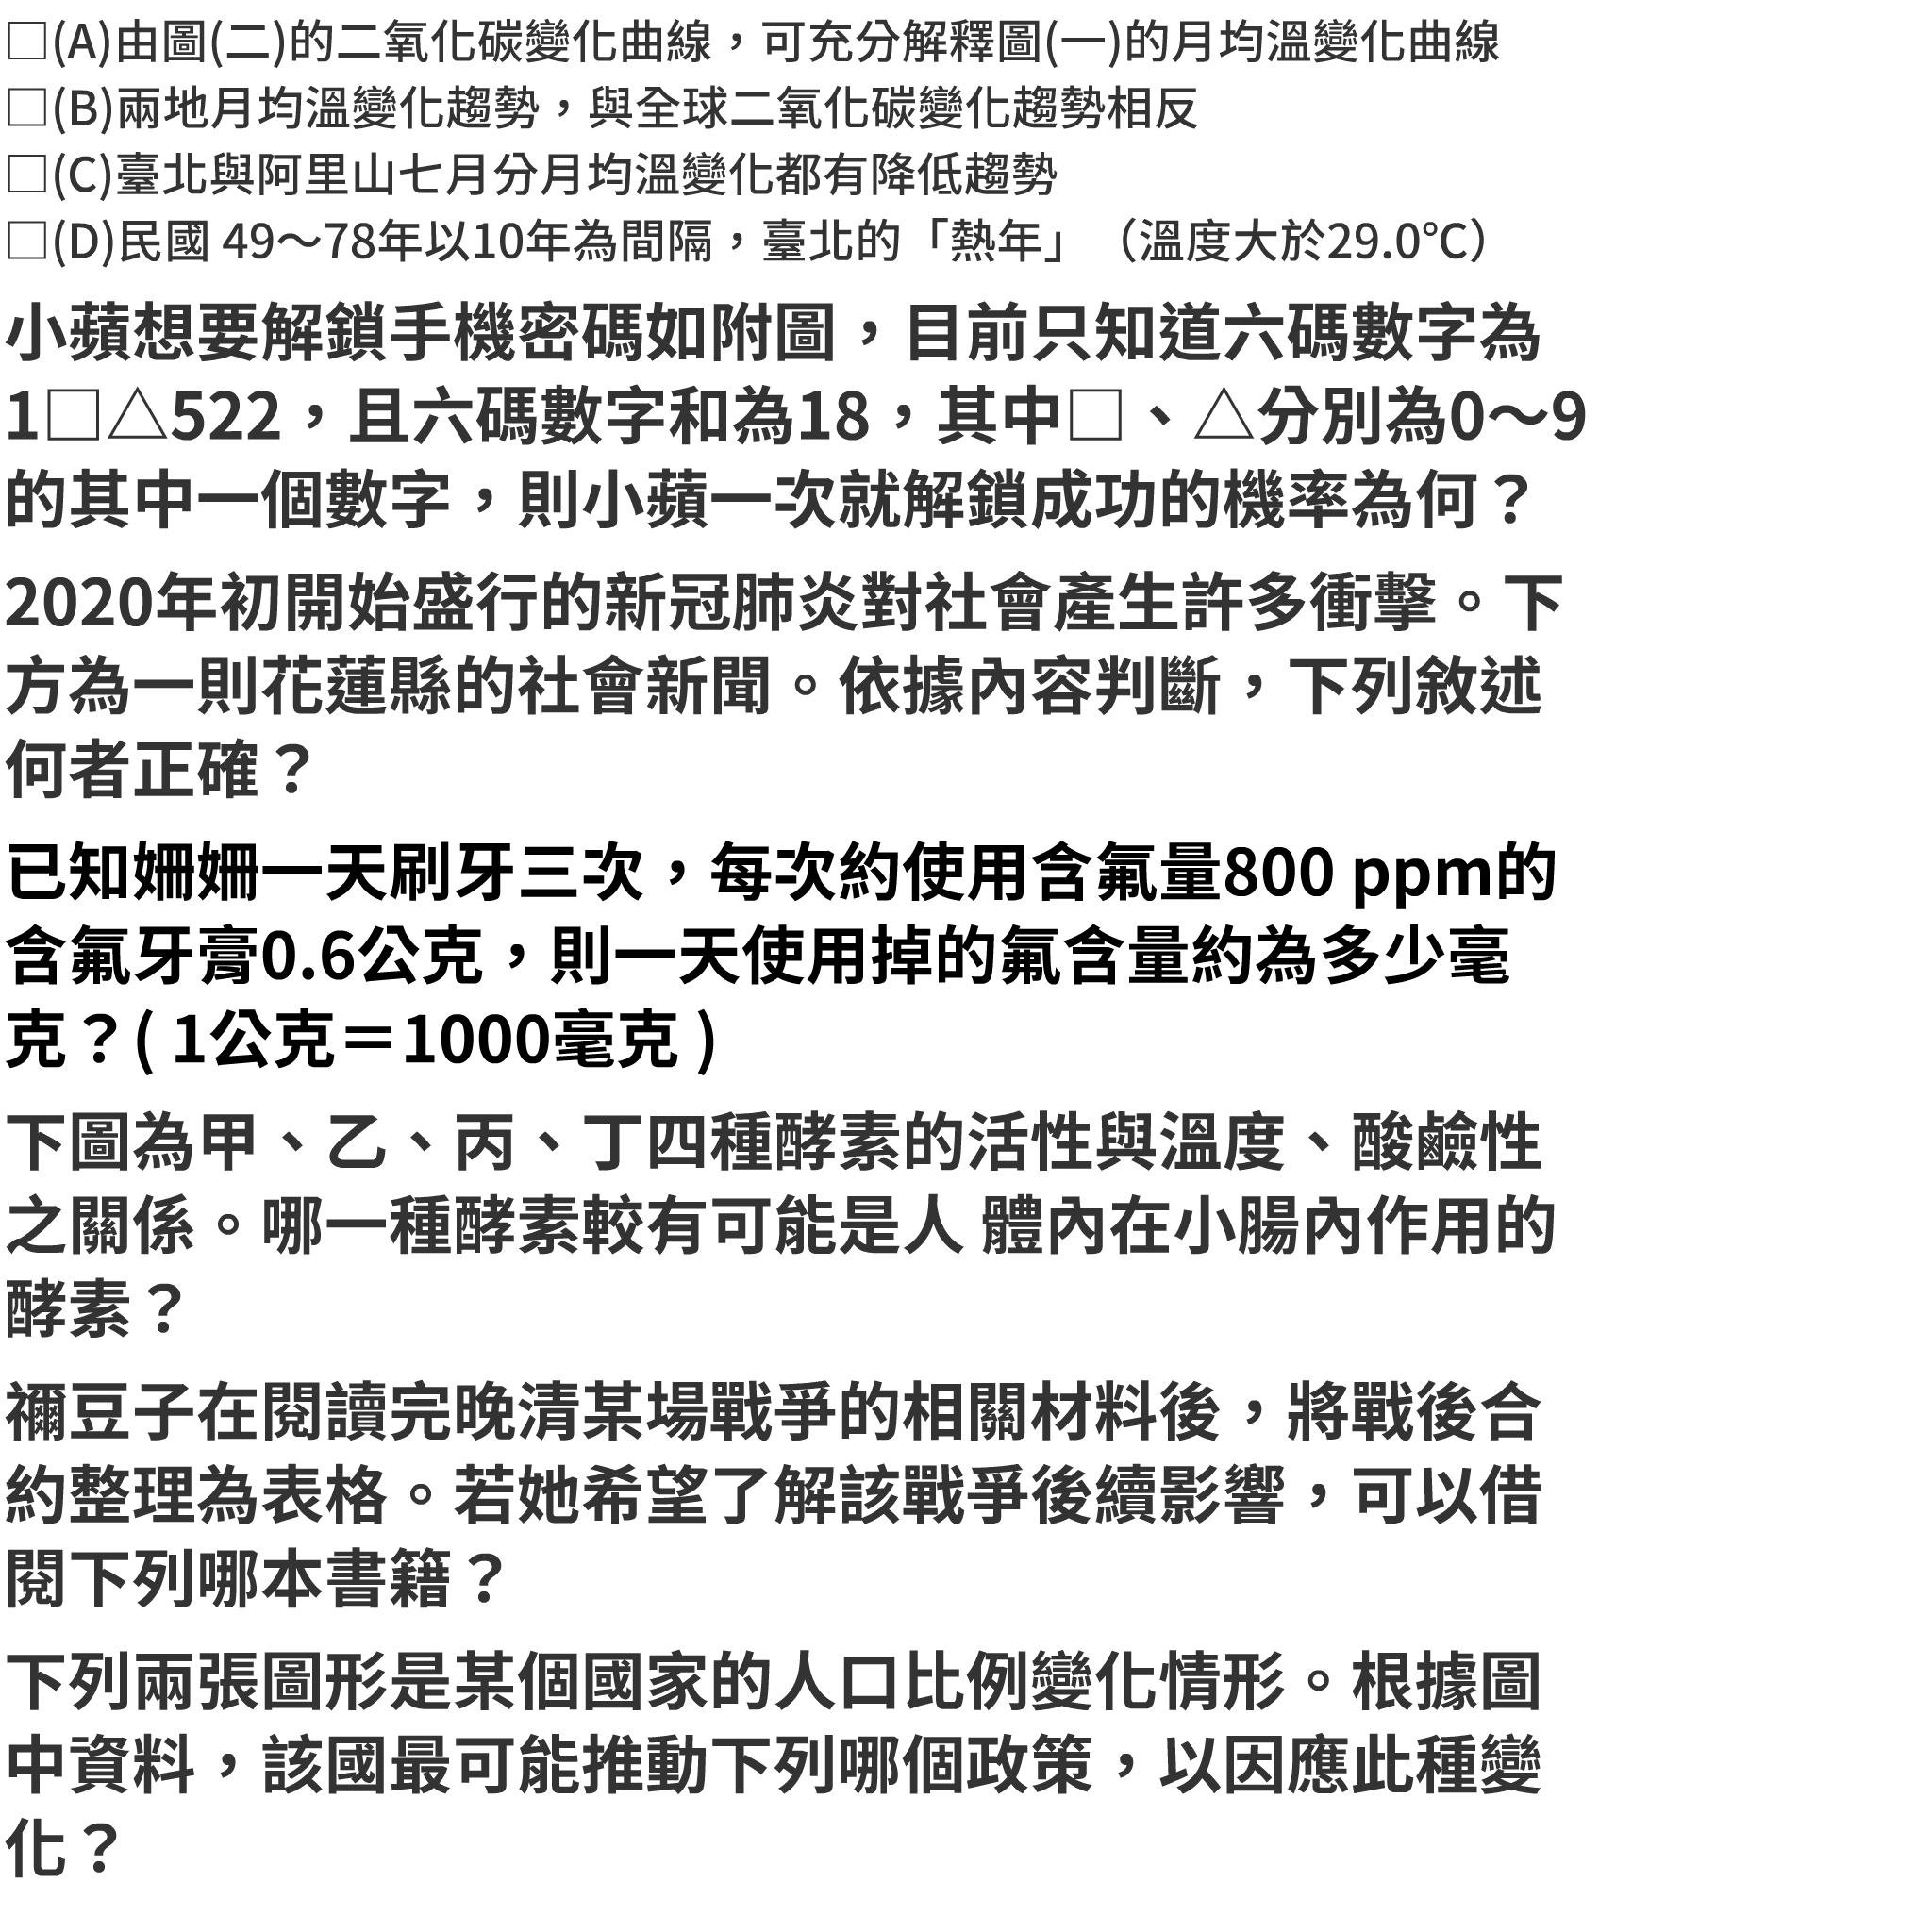 □(A)由圖(二)的二氧化碳變化曲線，可充分解釋圖(一)的月均溫變化曲線
□(B)兩地月均溫變化趨勢，與全球二氧化碳變化趨勢相反
□(C)臺北與阿里山七月分月均溫變化都有降低趨勢
□(D)民國 49～78年以10年為間隔，臺北的「熱年」（溫度大於29.0℃）
小蘋想要解鎖手機密碼如附圖，目前只知道六碼數字為
1□△522，且六碼數字和為18，其中□、△分別為0～9
的其中一個數字，則小蘋一次就解鎖成功的機率為何？
2020年初開始盛行的新冠肺炎對社會產生許多衝擊。下
方為一則花蓮縣的社會新聞。依據內容判斷，下列敘述
何者正確？
已知姍姍一天刷牙三次，每次約使用含氟量800 ppm的
含氟牙膏0.6公克，則一天使用掉的氟含量約為多少毫
克？( 1公克＝1000毫克 )
下圖為甲、乙、丙、丁四種酵素的活性與溫度、酸鹼性
之關係。哪一種酵素較有可能是人 體內在小腸內作用的
酵素？
禰豆子在閱讀完晚清某場戰爭的相關材料後，將戰後合
約整理為表格。若她希望了解該戰爭後續影響，可以借
閱下列哪本書籍？
下列兩張圖形是某個國家的人口比例變化情形。根據圖
中資料，該國最可能推動下列哪個政策，以因應此種變
化？